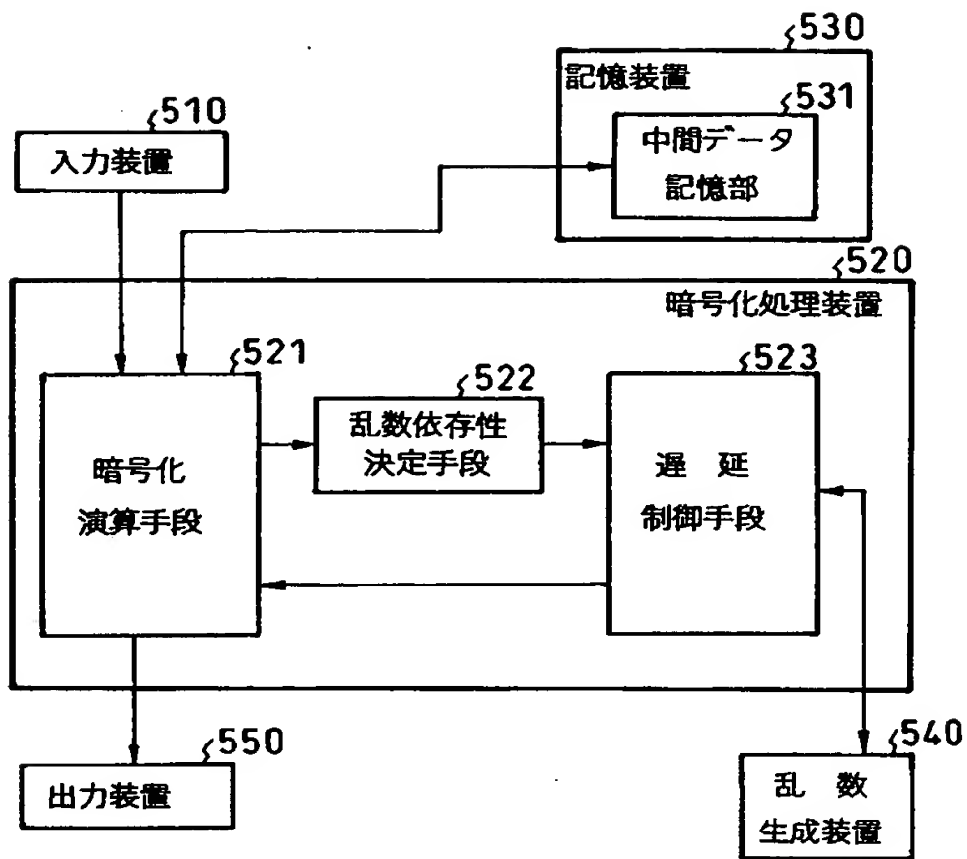 530
記憶装置
531
中間データ
記憶部
510
入力装置
520
暗号化処理装置
521
暗号化
演算手段
522
乱数依存性
決定手段
523
遅延
制御手段
550
出力装置
540
乱数
生成装置